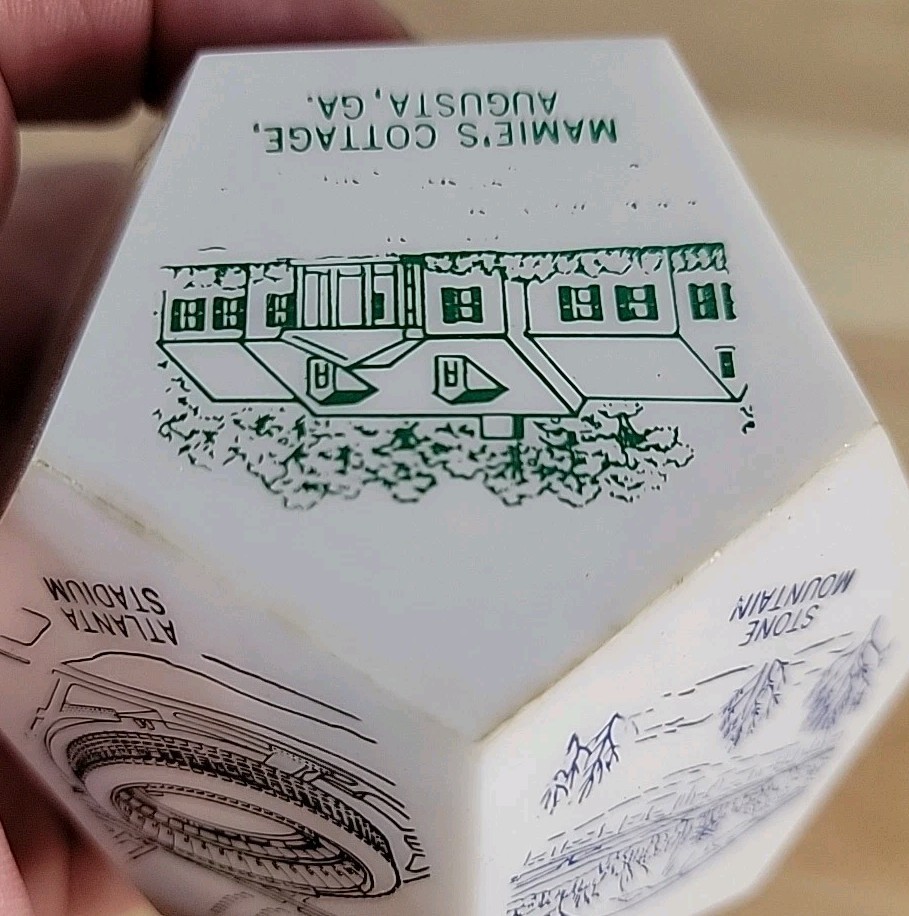 MAMIE'S COTTAGE,
AUGUSTA, GA.
ATLANTA
STADIUM
STONE
MOUNTAIN